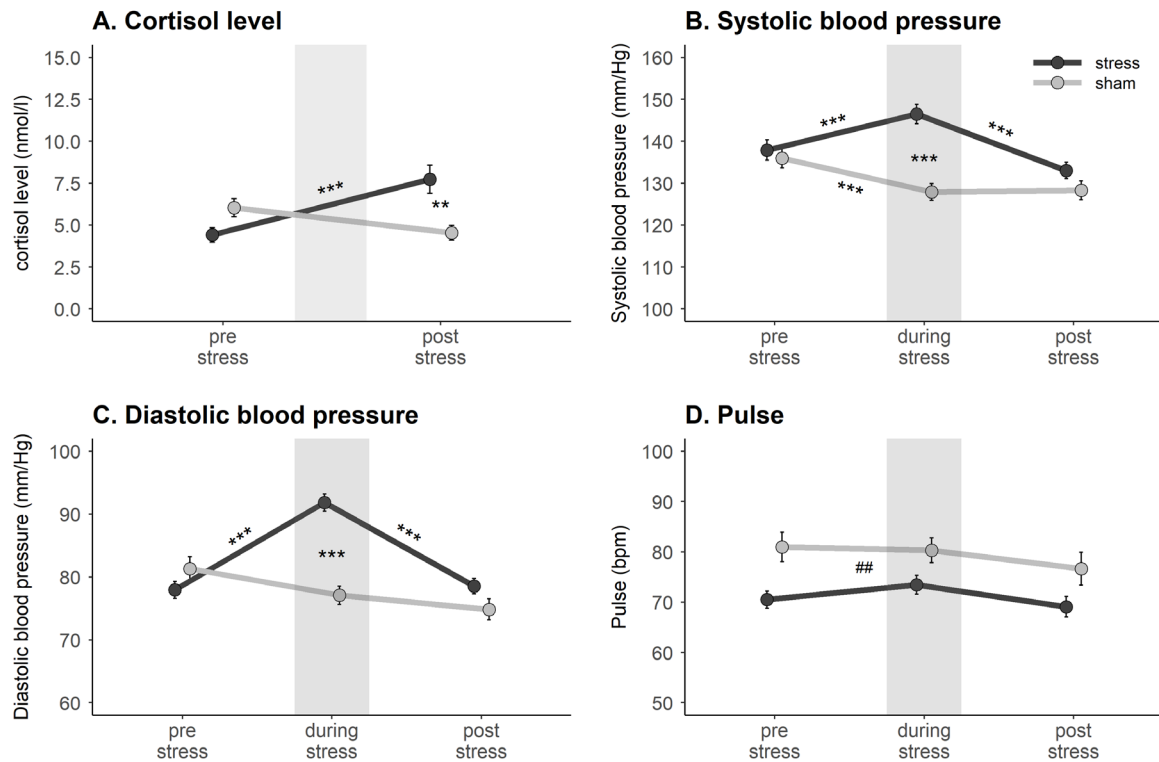 A. Cortisol level
cortisol level (nmol/l)
15.0
12.5
10.0
7.5
5.0
2.5
0.0
***
**
pre
stress
post
stress
B. Systolic blood pressure
Systolic blood pressure (mm/Hg)
160
150
140
130
120
110
100
stress
sham
***
***
***
***
pre
stress
during
stress
post
stress
C. Diastolic blood pressure
Diastolic blood pressure (mm/Hg)
100
90
80
70
60
***
***
***
pre
stress
during
stress
post
stress
D. Pulse
Pulse (bpm)
100
90
80
70
60
50
##
pre
stress
during
stress
post
stress